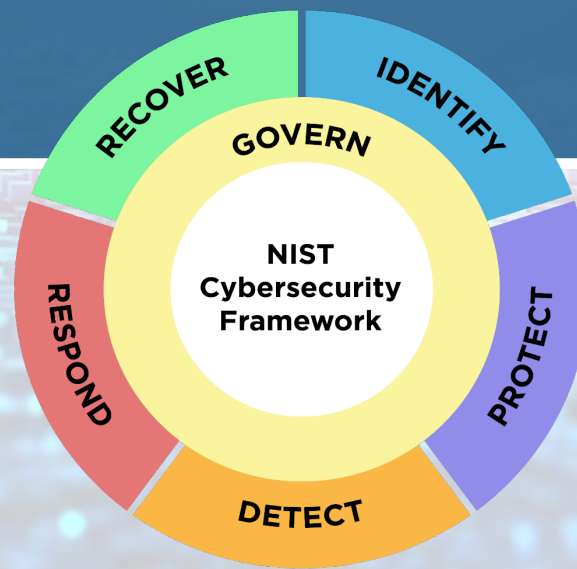 RECOVER
IDENTIFY
GOVERN
NIST
Cybersecurity
Framework
RESPOND
PROTECT
DETECT